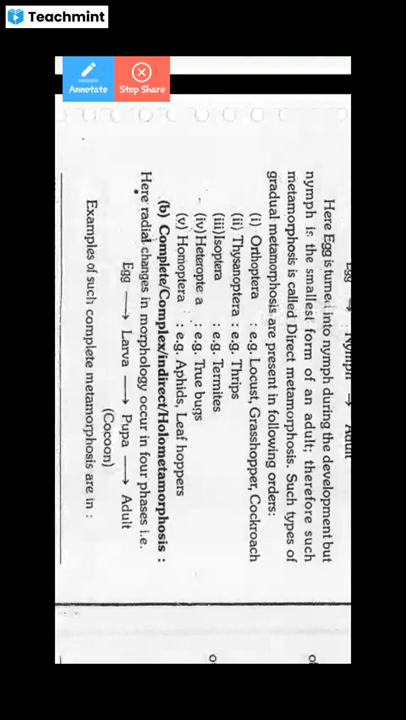 Teachmint
Annotate
Stop Share
Egg → Nymph → Adult
Here Egg is turned into nymph during the development but
nymph is the smallest form of an adult; therefore such
metamorphosis is called Direct metamorphosis. Such types of
gradual metamorphosis are present in following orders:
(i) Orthoptera : e.g. Locust, Grasshopper, Cockroach
(ii) Thysanoptera : e.g. Thrips
(iii) Isoptera : e.g. Termites
(iv) Heteropte a : e.g. True bugs
(v) Homoptera : e.g. Aphids, Leaf hoppers
(b) Complete/Complex/indirect/Holometamorphosis :
Here radial changes in morphology occur in four phases i.e.
Egg → Larva → Pupa → Adult
(Cocoon)
Examples of such complete metamorphosis are in :